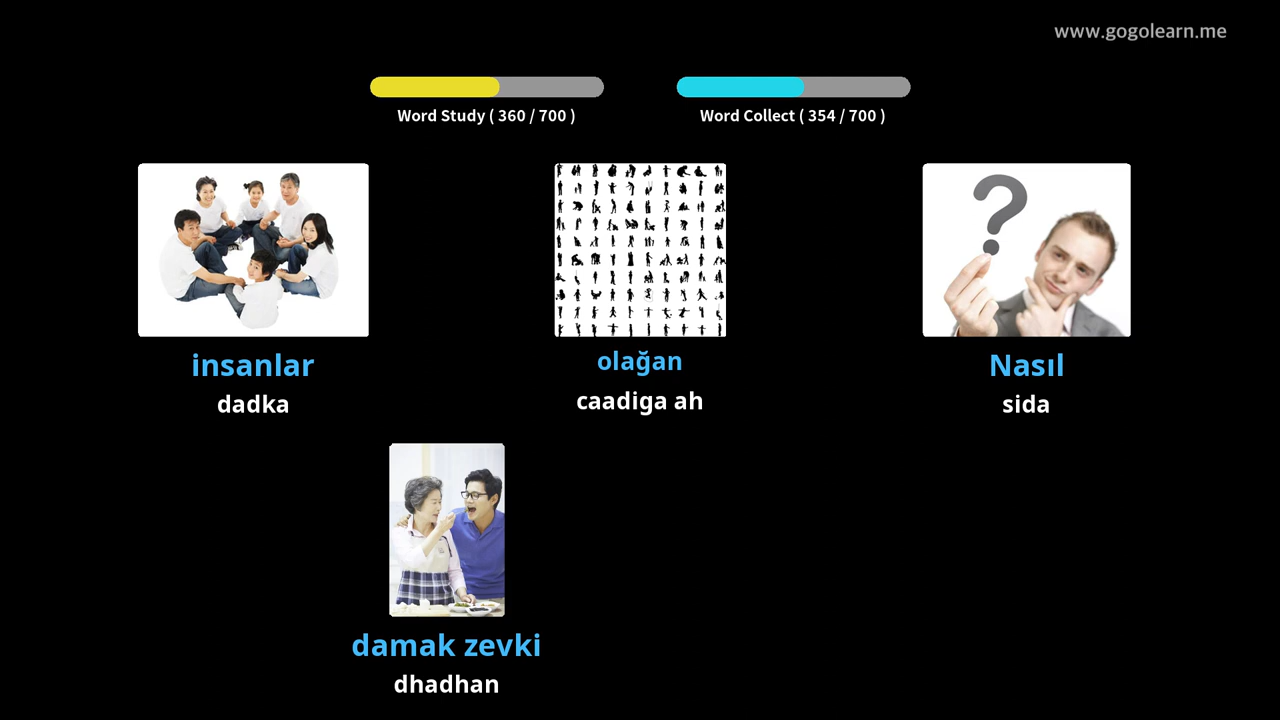 www.gogolearn.me
Word Study ( 360 / 700 )
Word Collect ( 354 / 700 )
insanlar
dadka
olağan
caadiga ah
Nasıl
sida
damak zevki
dhadhan